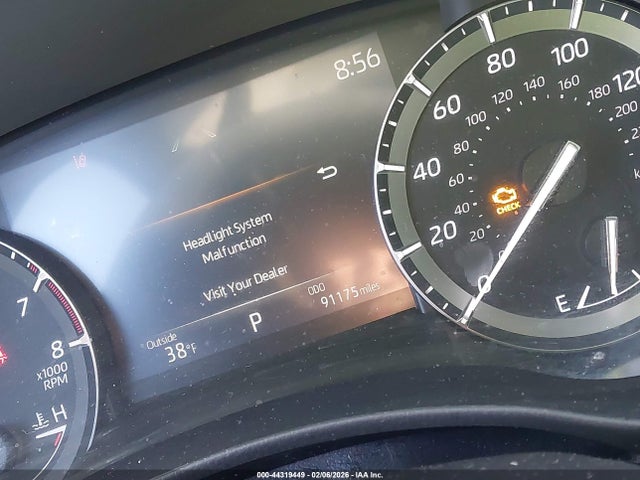 8:56
Headlight System
Malfunction
Visit Your Dealer
ODO
91175 miles
P
Outside
38°F
7
8
x1000
RPM
H
0
20
40
60
80
100
120
20
40
60
80
100
120
140
160
180
CHECK
E
000-44319449 - 02/06/2026 - IAA Inc.